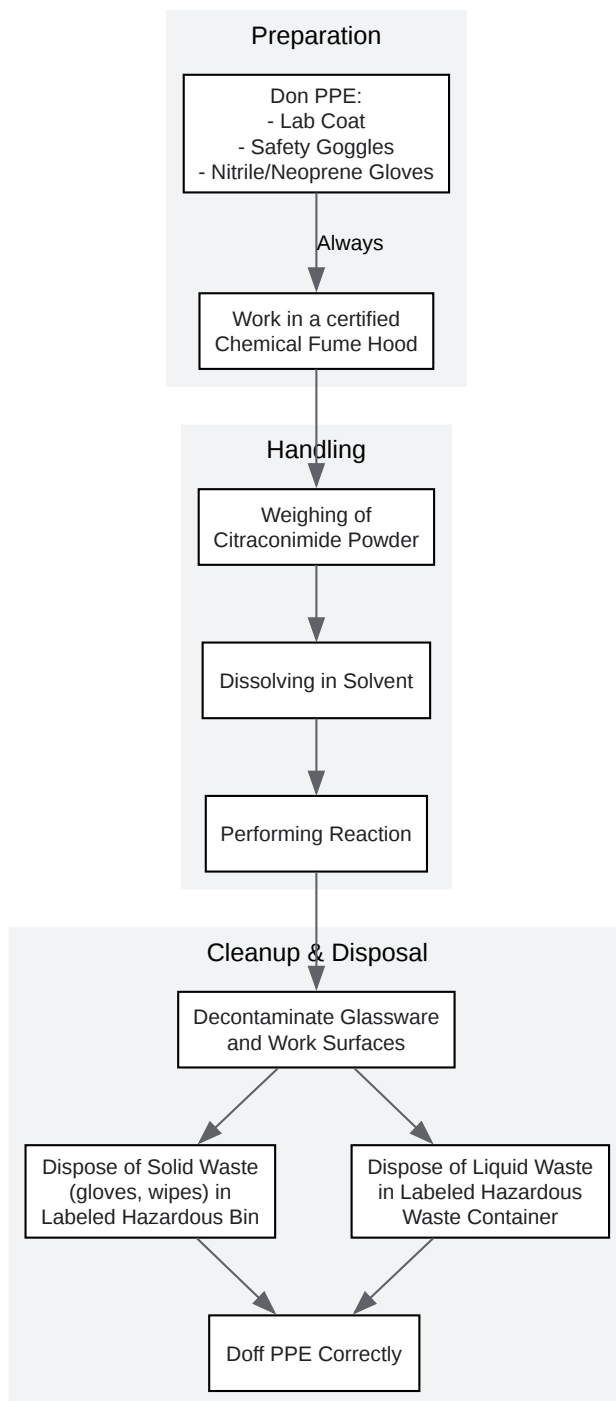 Preparation
Don PPE:
- Lab Coat
- Safety Goggles
- Nitrile/Neoprene Gloves
Always
Work in a certified
Chemical Fume Hood
Handling
Weighing of
Citraconimide Powder
Dissolving in Solvent
Performing Reaction
Cleanup & Disposal
Decontaminate Glassware
and Work Surfaces
Dispose of Solid Waste
(gloves, wipes) in
Labeled Hazardous Bin
Dispose of Liquid Waste
in Labeled Hazardous
Waste Container
Doff PPE Correctly